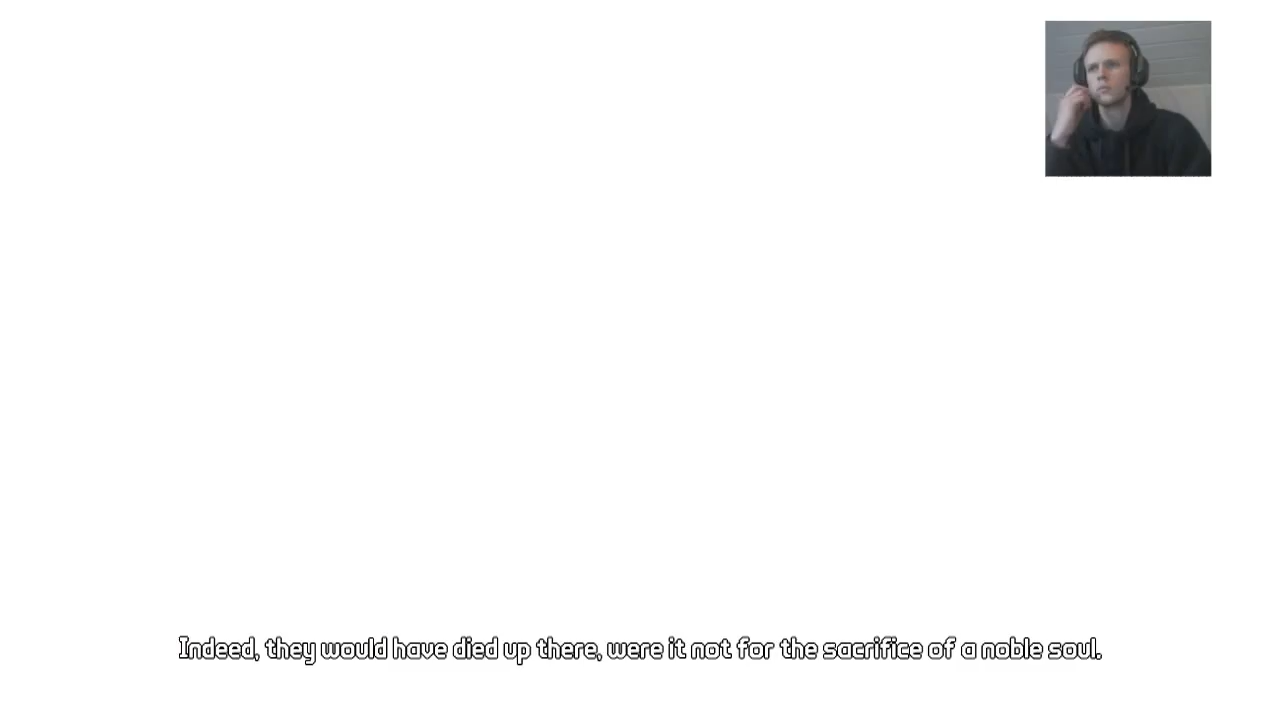 Indeed, they would have died up there, were it not for the sacrifice of a noble soul.